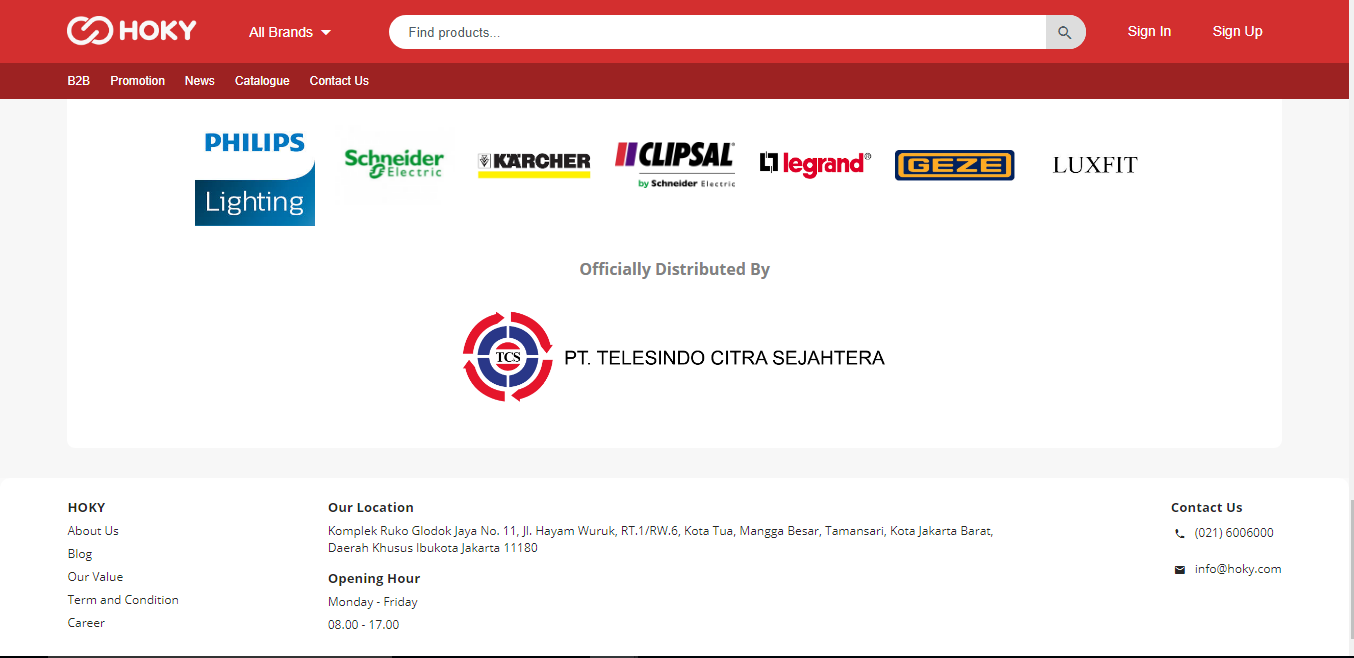 HOKY
All Brands
Find products...
Sign In
Sign Up
B2B
Promotion
News
Catalogue
Contact Us
PHILIPS
Lighting
Schneider
Electric
KÄRCHER
CLIPSAL
by Schneider Electric
legrand®
GEZE
LUXFIT
Officially Distributed By
TCS
PT. TELESINDO CITRA SEJAHTERA
HOKY
About Us
Blog
Our Value
Term and Condition
Career
Our Location
Komplek Ruko Glodok Jaya No. 11, Jl. Hayam Wuruk, RT.1/RW.6, Kota Tua, Mangga Besar, Tamansari, Kota Jakarta Barat,
Daerah Khusus Ibukota Jakarta 11180
Opening Hour
Monday - Friday
08.00 - 17.00
Contact Us
(021) 6006000
info@hoky.com